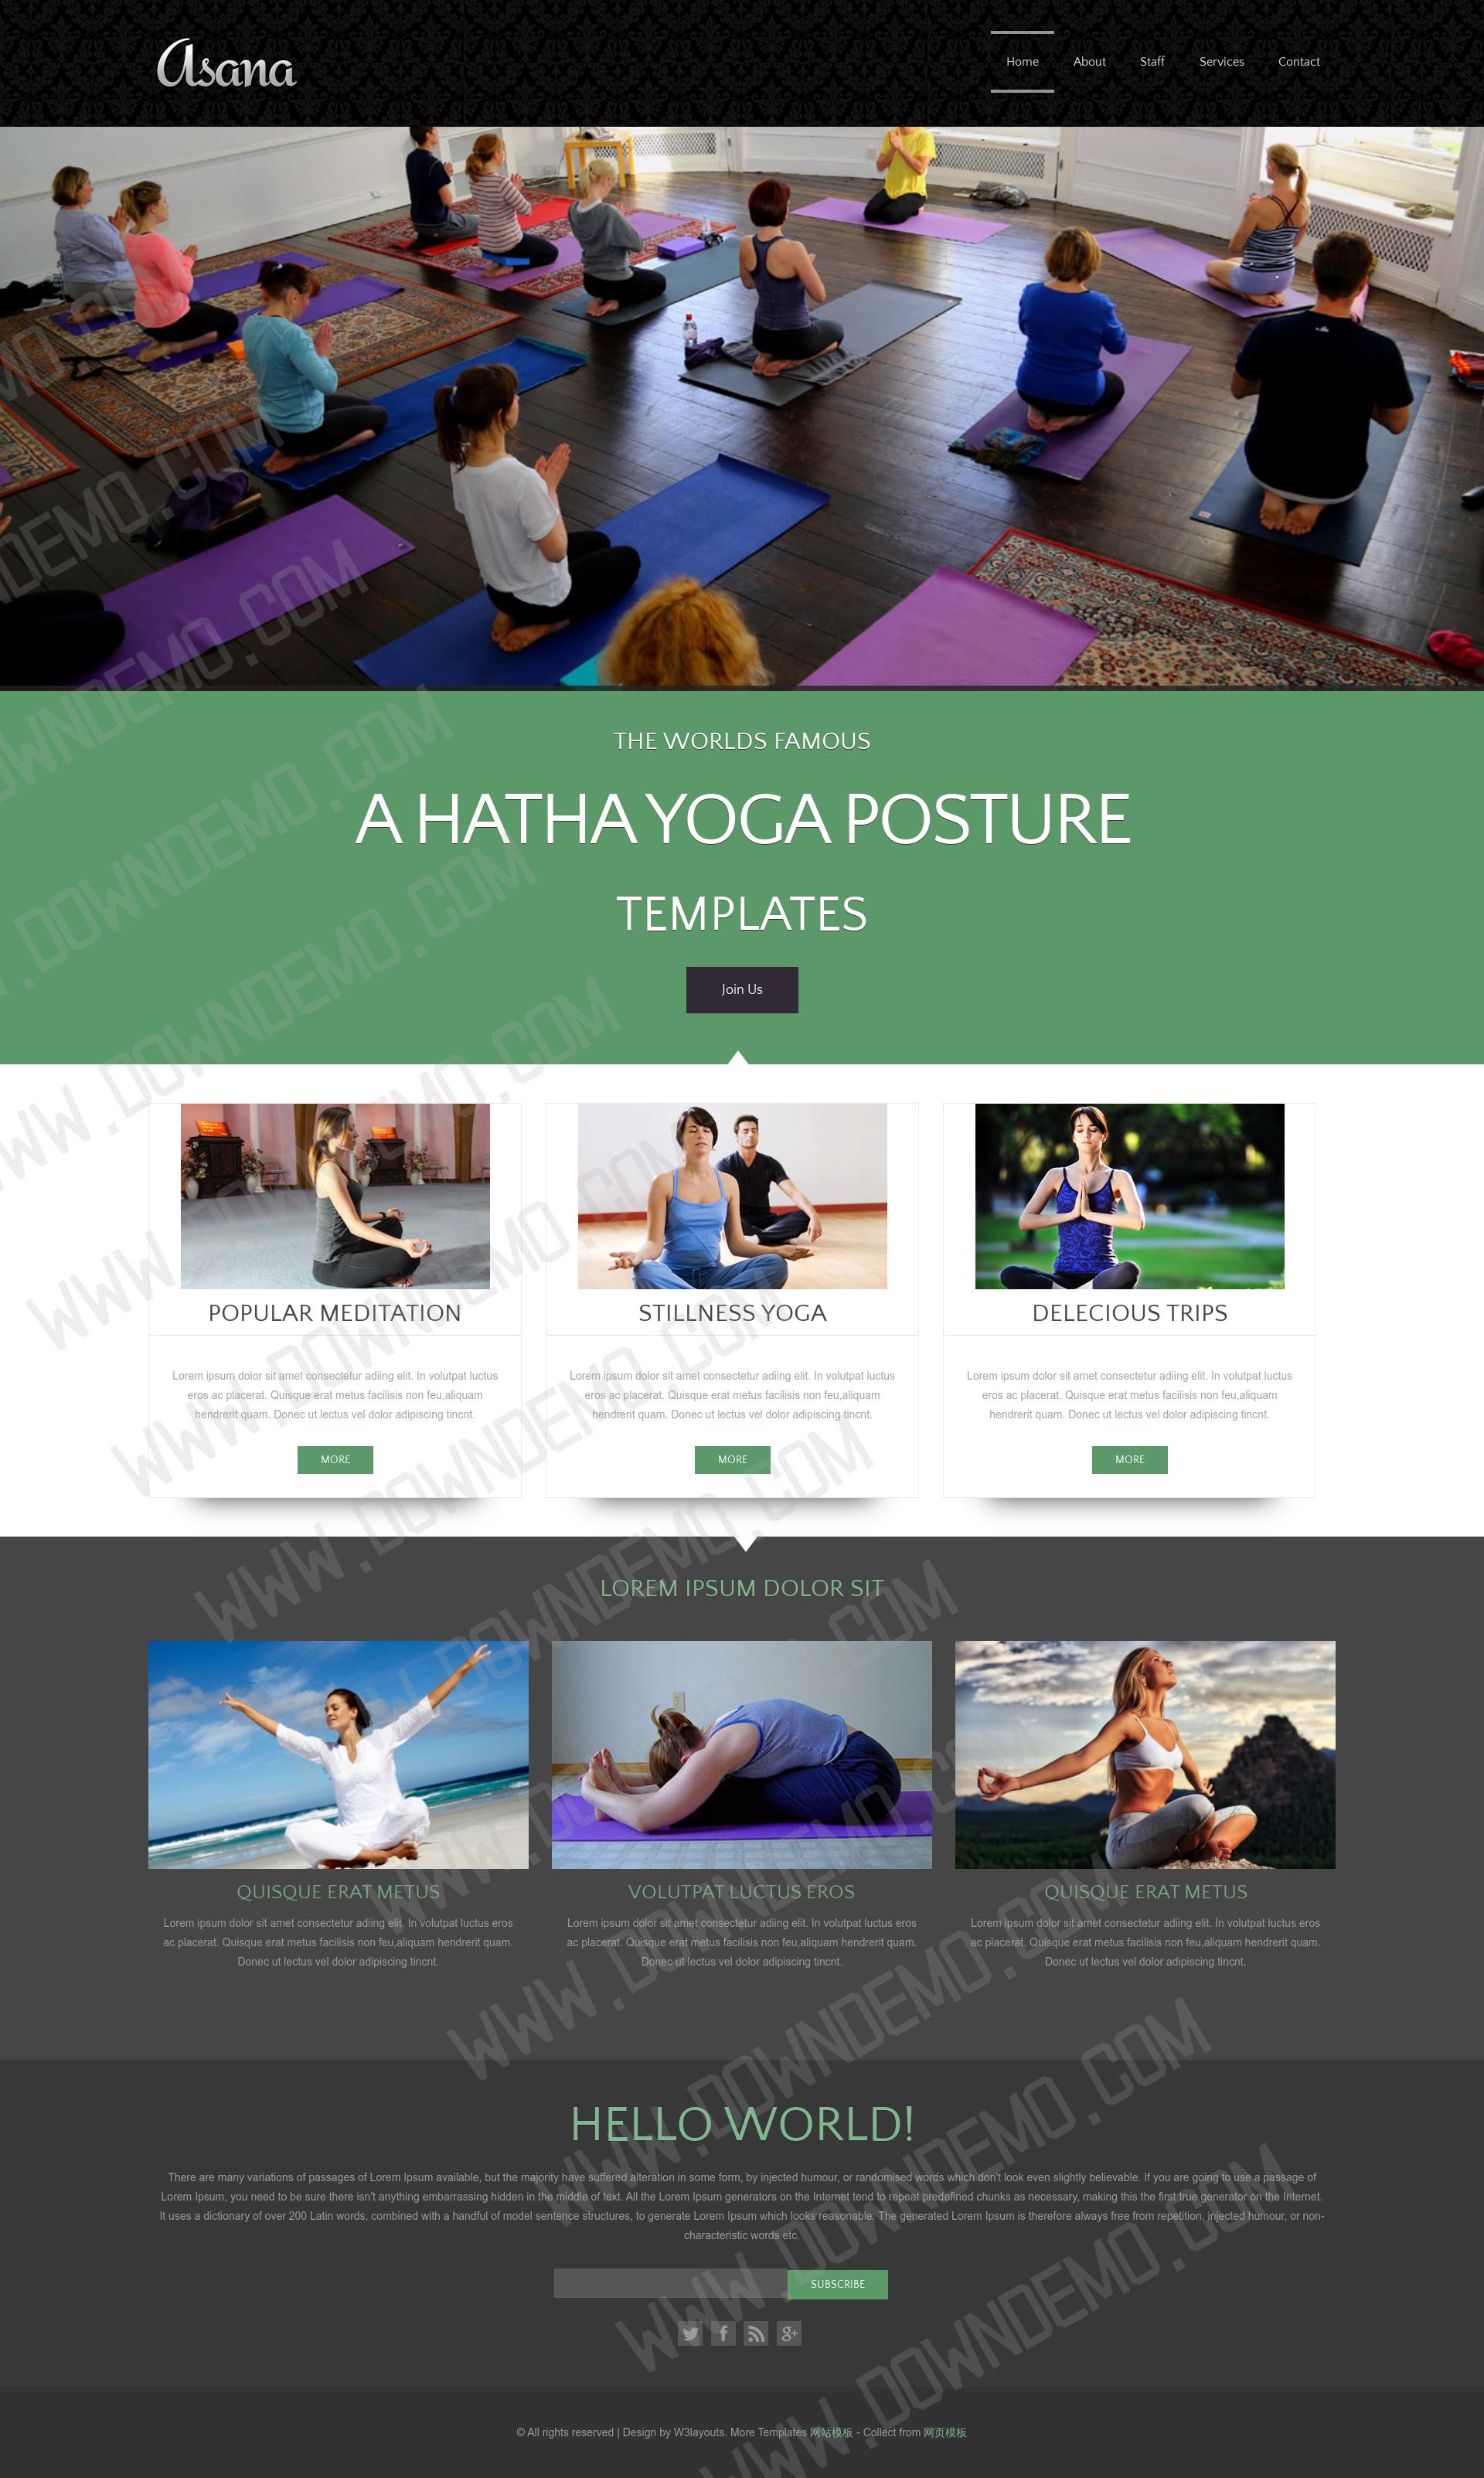 Asana
Home About Staff Services Contact
THE WORLDS FAMOUS
A HATHA YOGA POSTURE
TEMPLATES
Join Us
POPULAR MEDITATION
Lorem ipsum dolor sit amet consectetur adiing elit. In volutpat luctus
eros ac placerat. Quisque erat metus facilisis non feu,aliquam
hendrerit quam. Donec ut lectus vel dolor adipiscing tincnt.
MORE
STILLNESS YOGA
Lorem ipsum dolor sit amet consectetur adiing elit. In volutpat luctus
eros ac placerat. Quisque erat metus facilisis non feu,aliquam
hendrerit quam. Donec ut lectus vel dolor adipiscing tincnt.
MORE
DELECIOUS TRIPS
Lorem ipsum dolor sit amet consectetur adiing elit. In volutpat luctus
eros ac placerat. Quisque erat metus facilisis non feu,aliquam
hendrerit quam. Donec ut lectus vel dolor adipiscing tincnt.
MORE
LOREM IPSUM DOLOR SIT
QUISQUE ERAT METUS
Lorem ipsum dolor sit amet consectetur adiing elit. In volutpat luctus eros
ac placerat. Quisque erat metus facilisis non feu,aliquam hendrerit quam.
Donec ut lectus vel dolor adipiscing tincnt.
VOLUTPAT LUCTUS EROS
Lorem ipsum dolor sit amet consectetur adiing elit. In volutpat luctus eros
ac placerat. Quisque erat metus facilisis non feu,aliquam hendrerit quam.
Donec ut lectus vel dolor adipiscing tincnt.
QUISQUE ERAT METUS
Lorem ipsum dolor sit amet consectetur adiing elit. In volutpat luctus eros
ac placerat. Quisque erat metus facilisis non feu,aliquam hendrerit quam.
Donec ut lectus vel dolor adipiscing tincnt.
HELLO WORLD!
There are many variations of passages of Lorem Ipsum available, but the majority have suffered alteration in some form, by injected humour, or randomised words which don't look even slightly believable. If you are going to use a passage of
Lorem Ipsum, you need to be sure there isn't anything embarrassing hidden in the middle of text. All the Lorem Ipsum generators on the Internet tend to repeat predefined chunks as necessary, making this the first true generator on the Internet.
It uses a dictionary of over 200 Latin words, combined with a handful of model sentence structures, to generate Lorem Ipsum which looks reasonable. The generated Lorem Ipsum is therefore always free from repetition, injected humour, or non-
characteristic words etc.
SUBSCRIBE
© All rights reserved | Design by W3layouts. More Templates 网站模板 - Collect from 网页模板
WWW.DOWNDEMO.COM